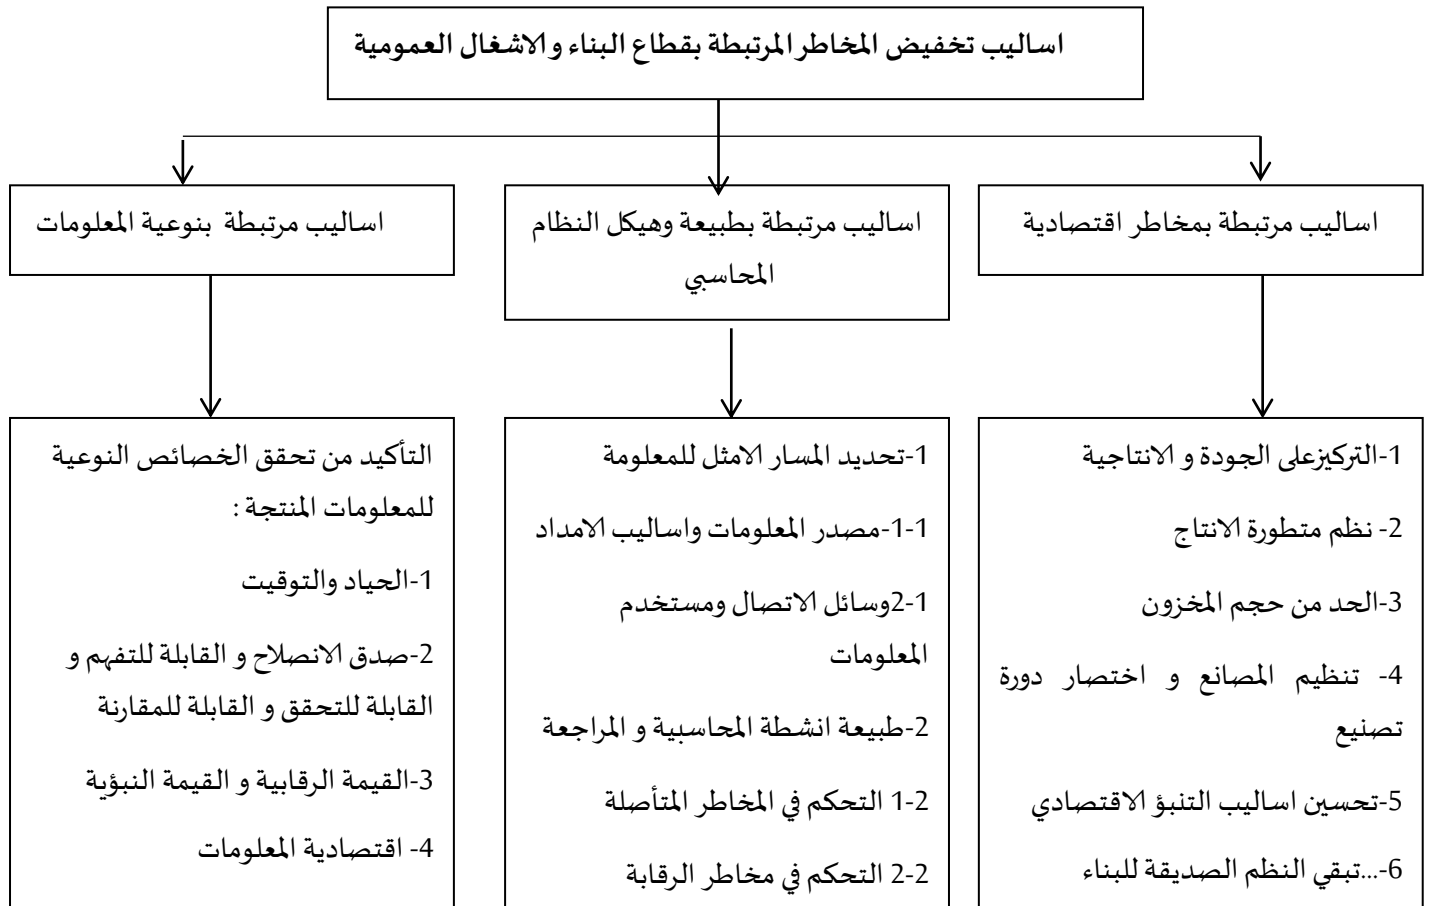 اساليب تخفيض المخاطر المرتبطة بقطاع البناء والاشغال العمومية
اساليب مرتبطة بمخاطر اقتصادية
اساليب مرتبطة بطبيعة وهيكل النظام
المحاسبي
اساليب مرتبطة بنوعية المعلومات
1-التركيزعلى الجودة و الانتاجية
2- نظم متطورة الانتاج
3-الحد من حجم المخزون
4- تنظيم المصانع و اختصار دورة
تصنيع
5-تحسين اساليب التنبؤ الاقتصادي
6-...تبقي النظم الصديقة للبناء
1-تحديد المسار الامثل للمعلومة
1-1-مصدر المعلومات واساليب الامداد
2-1وسائل الاتصال ومستخدم
المعلومات
2-طبيعة انشطة المحاسبية و المراجعة
1-2 التحكم في المخاطر المتأصلة
2-2 التحكم في مخاطر الرقابة
التأكيد من تحقق الخصائص النوعية
للمعلومات المنتجة :
1-الحياد والتوقيت
2-صدق الانصلاح و القابلة للتفهم و
القابلة للتحقق و القابلة للمقارنة
3-القيمة الرقابية و القيمة النبؤية
4- اقتصادية المعلومات